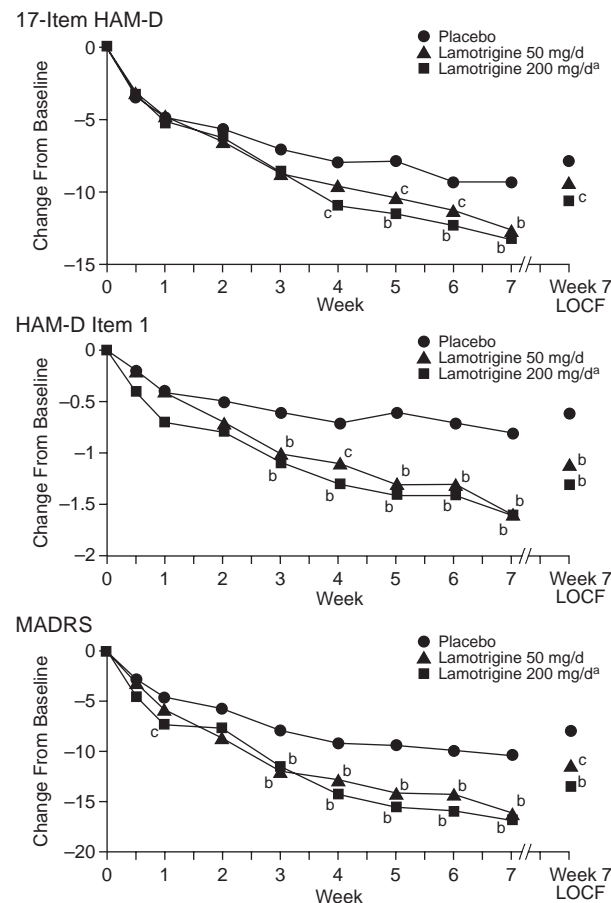 17-Item HAM-D
Placebo
Lamotrigine 50 mg/d
Lamotrigine 200 mg/dᵃ
Change From Baseline
0
–5
–10
–15
c
c
b
c
b
b
b
c
0 1 2 3 4 5 6 7 Week 7
LOCF
Week
HAM-D Item 1
Placebo
Lamotrigine 50 mg/d
Lamotrigine 200 mg/dᵃ
Change From Baseline
0
–0.5
–1
–1.5
–2
b
b
c
b
b
b
b
b
b
b
b
b
0 1 2 3 4 5 6 7 Week 7
LOCF
Week
MADRS
Placebo
Lamotrigine 50 mg/d
Lamotrigine 200 mg/dᵃ
Change From Baseline
0
–5
–10
–15
–20
c
b
b
b
b
b
b
b
b
b
b
c
b
0 1 2 3 4 5 6 7 Week 7
LOCF
Week